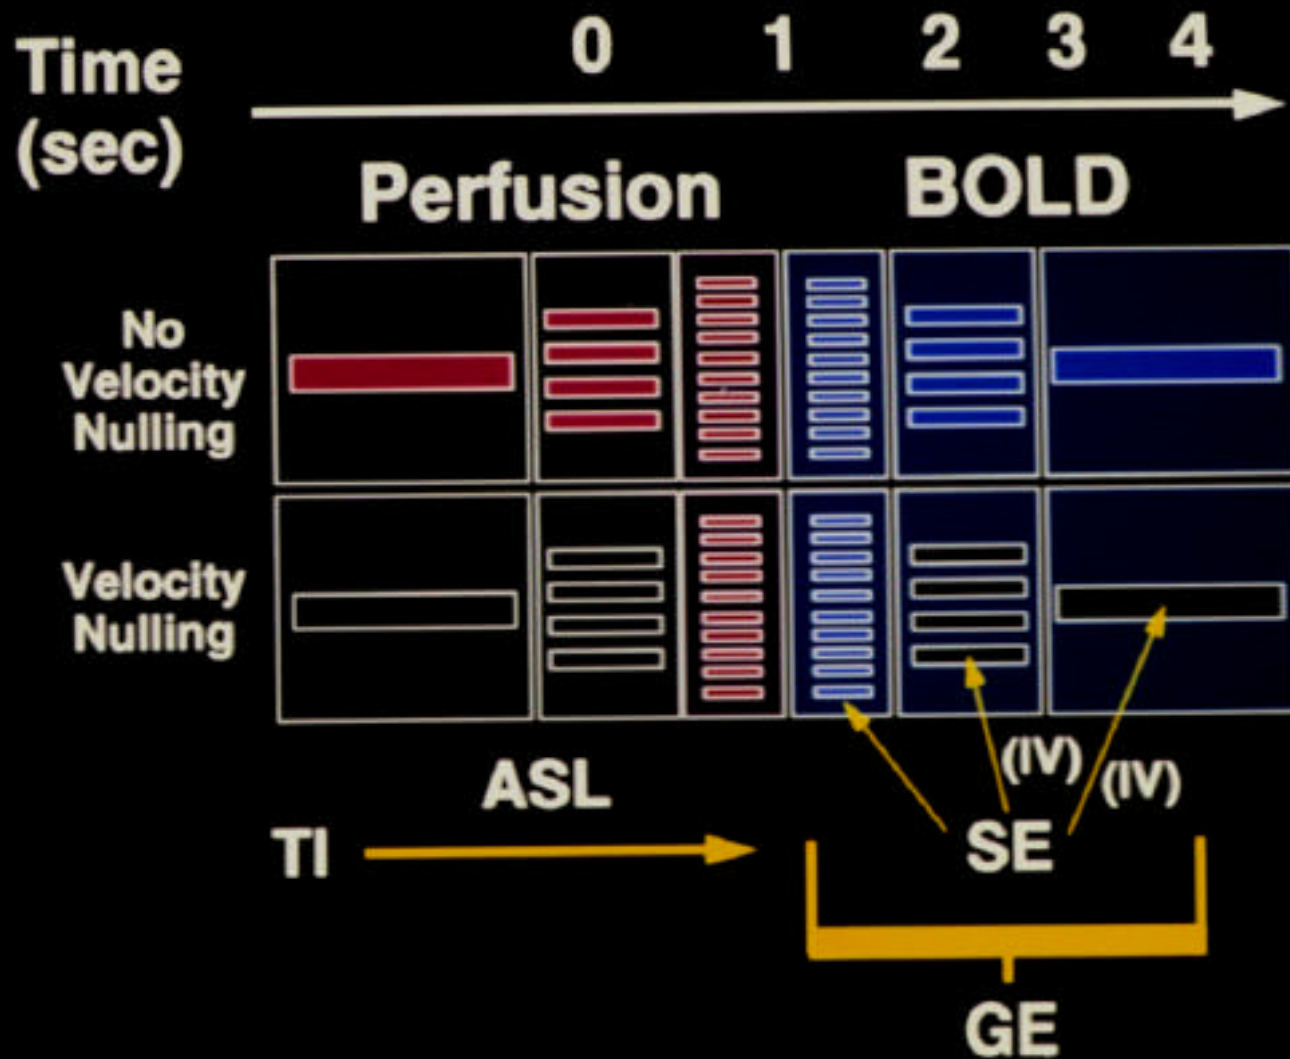 Time
(sec)
0 1 2 3 4
Perfusion BOLD
No
Velocity
Nulling
Velocity
Nulling
ASL
(IV) (IV)
TI
SE
GE